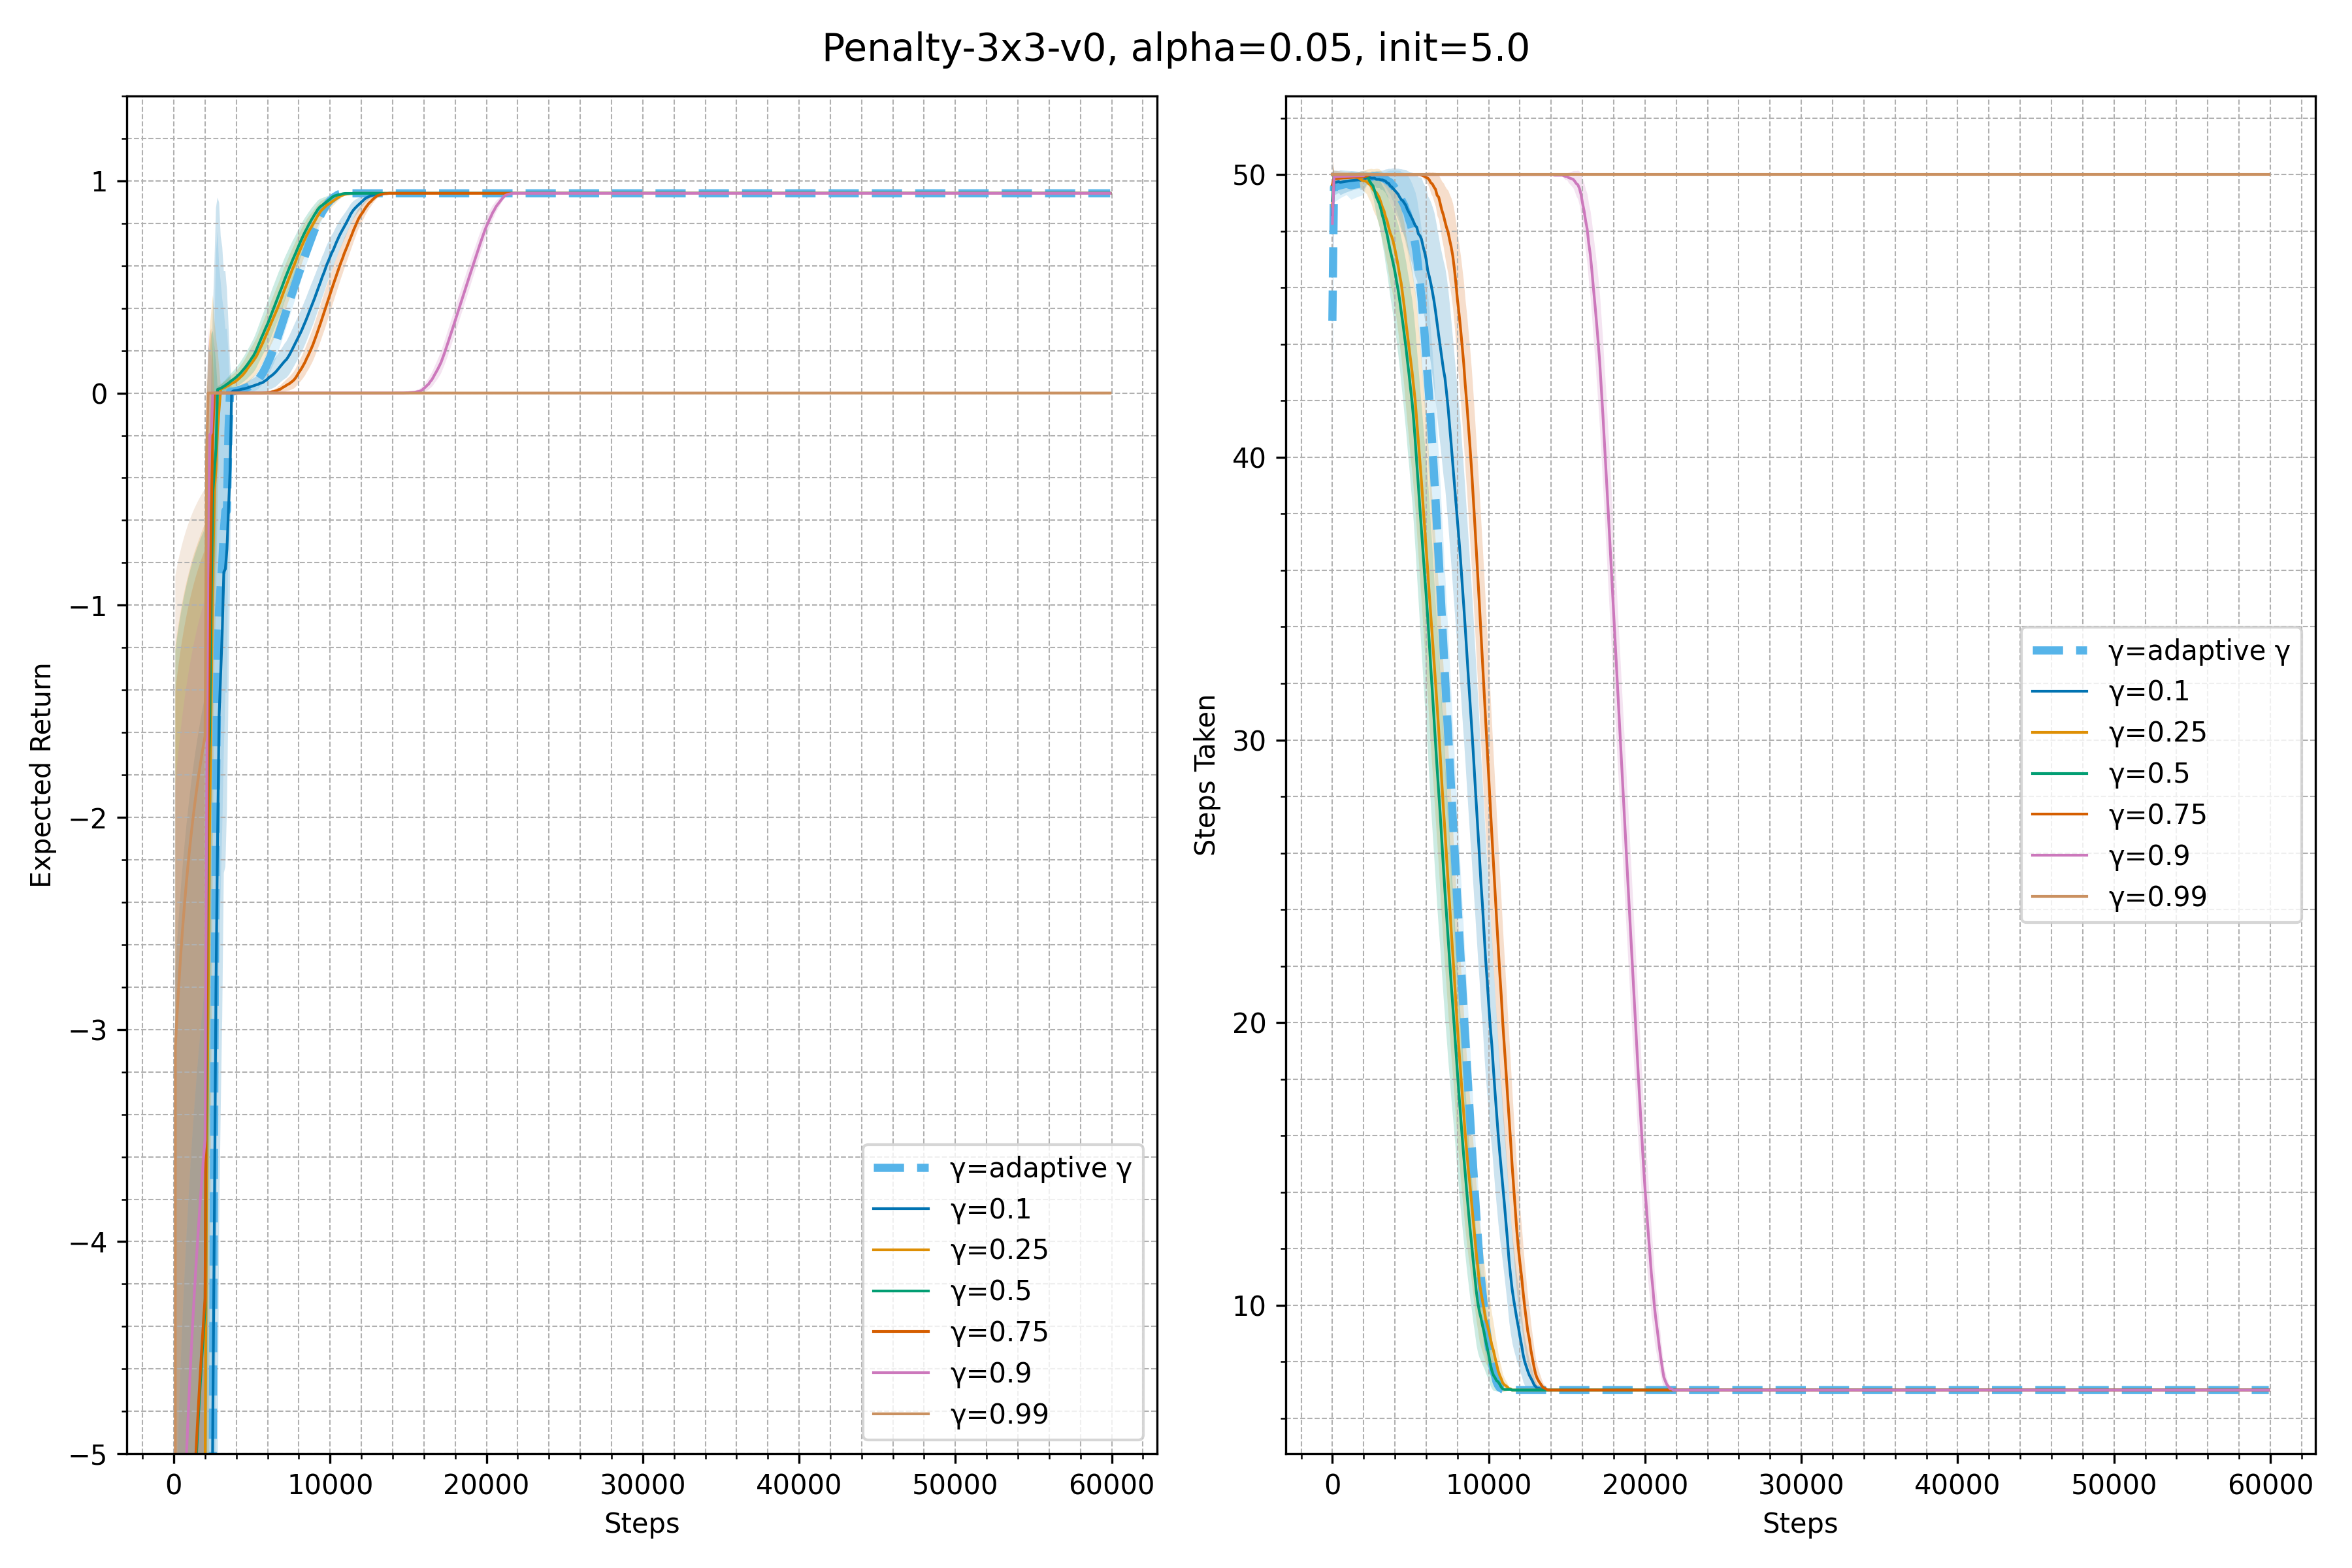 Penalty-3x3-v0, alpha=0.05, init=5.0
Expected Return
1
0
−1
−2
−3
−4
−5
0 10000 20000 30000 40000 50000 60000
Steps
γ=adaptive γ
γ=0.1
γ=0.25
γ=0.5
γ=0.75
γ=0.9
γ=0.99
Steps Taken
50
40
30
20
10
0 10000 20000 30000 40000 50000 60000
Steps
γ=adaptive γ
γ=0.1
γ=0.25
γ=0.5
γ=0.75
γ=0.9
γ=0.99